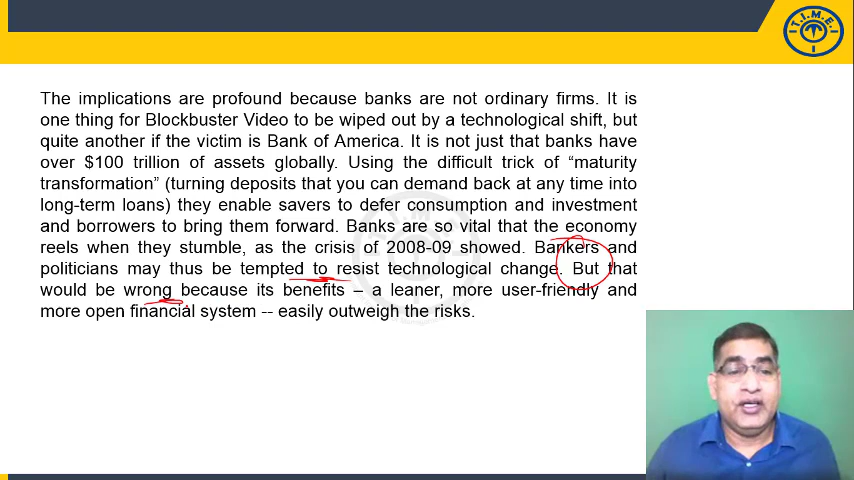 T.I.M.E.
The implications are profound because banks are not ordinary firms. It is
one thing for Blockbuster Video to be wiped out by a technological shift, but
quite another if the victim is Bank of America. It is not just that banks have
over $100 trillion of assets globally. Using the difficult trick of “maturity
transformation” (turning deposits that you can demand back at any time into
long-term loans) they enable savers to defer consumption and investment
and borrowers to bring them forward. Banks are so vital that the economy
reels when they stumble, as the crisis of 2008-09 showed. Bankers and
politicians may thus be tempted to resist technological change. But that
would be wrong because its benefits – a leaner, more user-friendly and
more open financial system -- easily outweigh the risks.